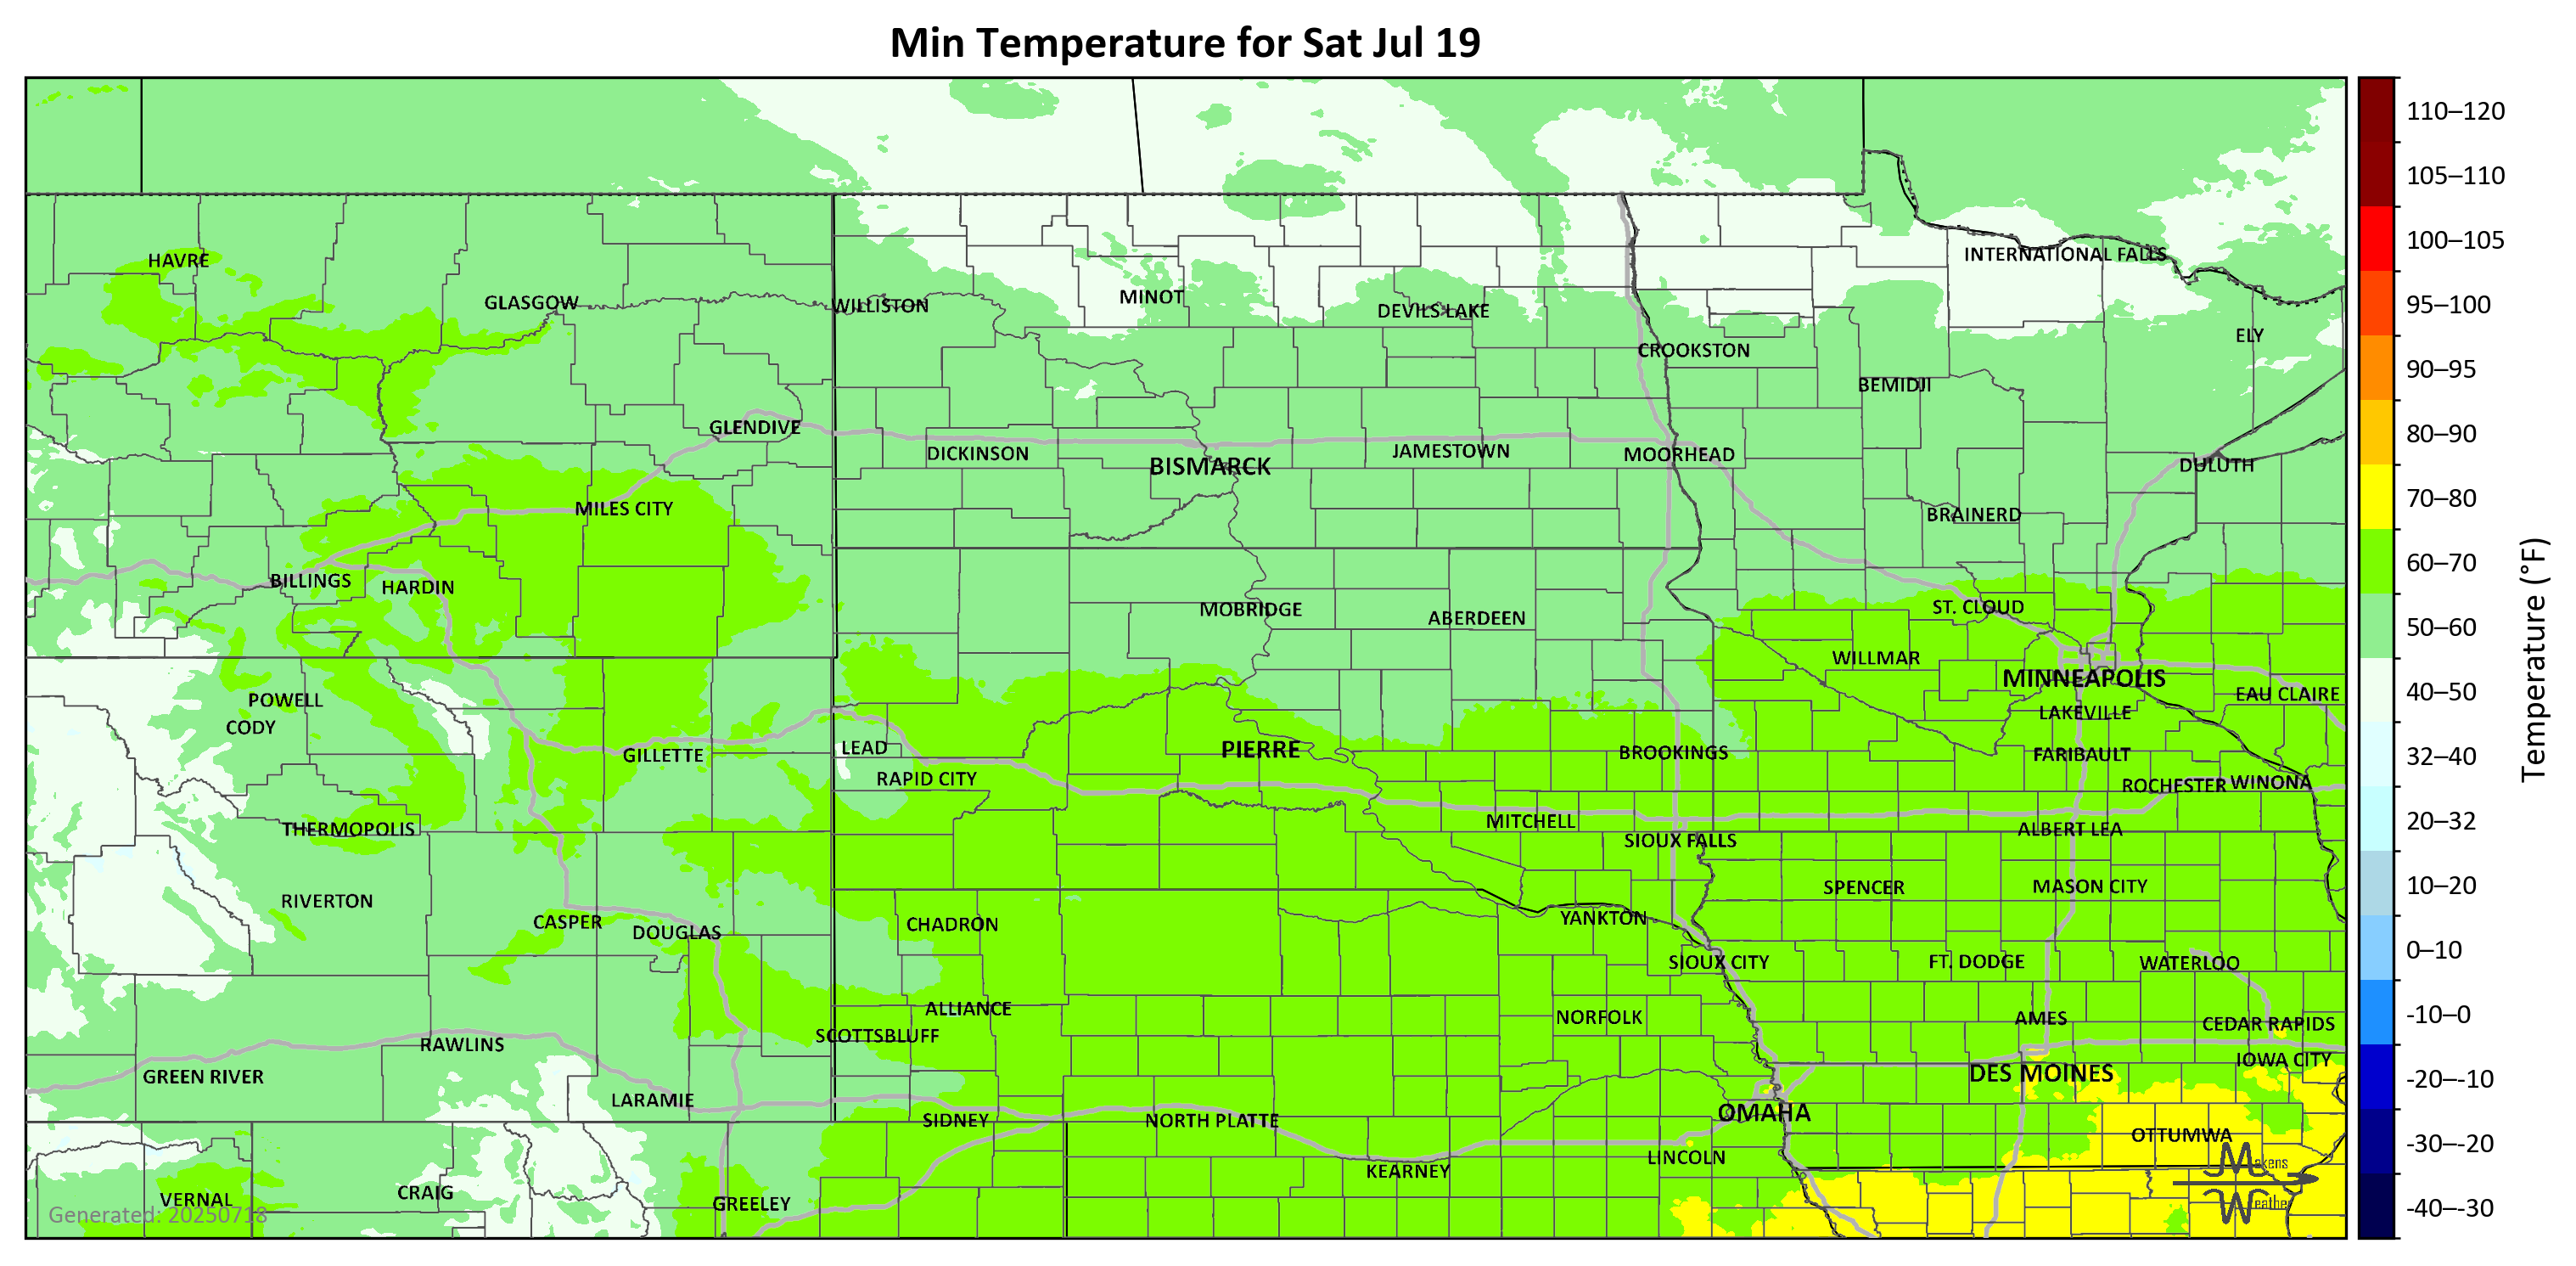 Min Temperature for Sat Jul 19
HAVRE
GLASGOW
WILLISTON
MINOT
DEVILS LAKE
INTERNATIONAL FALLS
ELY
CROOKSTON
BEMIDJI
GLENDIVE
DICKINSON
BISMARCK
JAMESTOWN
MOORHEAD
DULUTH
MILES CITY
BRAINERD
BILLINGS
HARDIN
MOBRIDGE
ABERDEEN
ST. CLOUD
WILLMAR
MINNEAPOLIS
EAU CLAIRE
POWELL
CODY
LAKEVILLE
GILLETTE
LEAD
PIERRE
BROOKINGS
FARIBAULT
RAPID CITY
ROCHESTER
WINONA
THERMOPOLIS
MITCHELL
SIOUX FALLS
ALBERT LEA
RIVERTON
SPENCER
MASON CITY
CASPER
DOUGLAS
CHADRON
YANKTON
SIOUX CITY
FT. DODGE
WATERLOO
ALLIANCE
NORFOLK
AMES
CEDAR RAPIDS
SCOTTSBLUFF
RAWLINS
IOWA CITY
GREEN RIVER
DES MOINES
LARAMIE
SIDNEY
NORTH PLATTE
OMAHA
OTTUMWA
LINCOLN
KEARNEY
VERNAL
CRAIG
GREELEY
Generated: 20250718
Makens
Weather
110–120
105–110
100–105
95–100
90–95
80–90
70–80
60–70
50–60
40–50
32–40
20–32
10–20
0–10
-10–0
-20–-10
-30–-20
-40–-30
Temperature (°F)